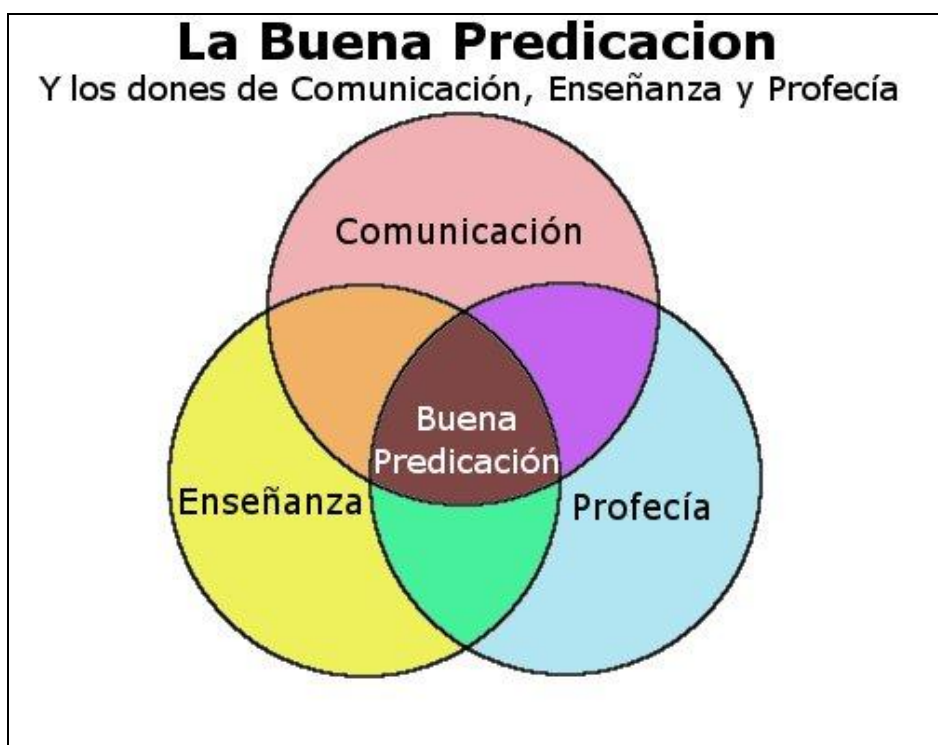 La Buena Predicacion
Y los dones de Comunicación, Enseñanza y Profecía
Comunicación
Buena
Predicación
Enseñanza
Profecía